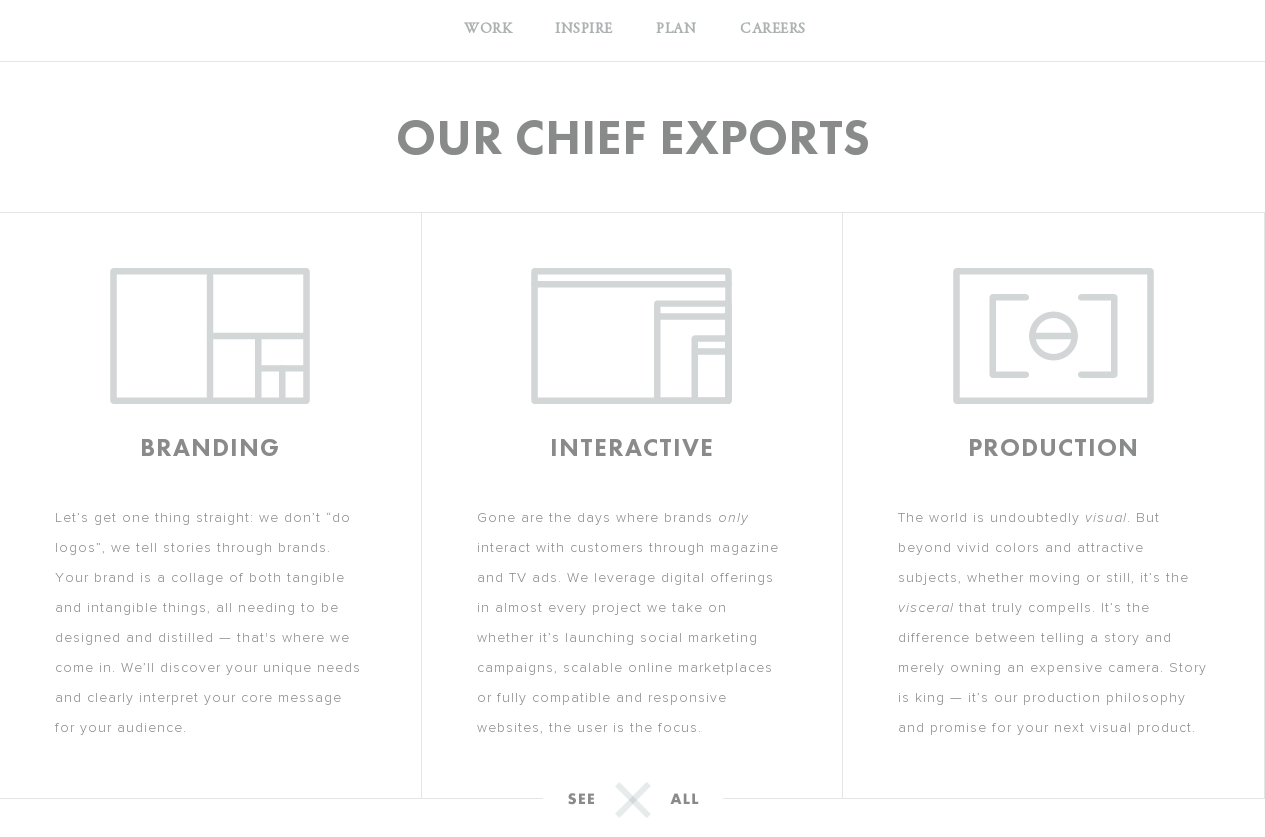 WORK INSPIRE PLAN CAREERS
OUR CHIEF EXPORTS
BRANDING
Let's get one thing straight: we don't "do
logos", we tell stories through brands.
Your brand is a collage of both tangible
and intangible things, all needing to be
designed and distilled — that's where we
come in. We'll discover your unique needs
and clearly interpret your core message
for your audience.
INTERACTIVE
Gone are the days where brands only
interact with customers through magazine
and TV ads. We leverage digital offerings
in almost every project we take on
whether it's launching social marketing
campaigns, scalable online marketplaces
or fully compatible and responsive
websites, the user is the focus.
PRODUCTION
The world is undoubtedly visual. But
beyond vivid colors and attractive
subjects, whether moving or still, it's the
visceral that truly compells. It's the
difference between telling a story and
merely owning an expensive camera. Story
is king — it's our production philosophy
and promise for your next visual product.
SEE ALL